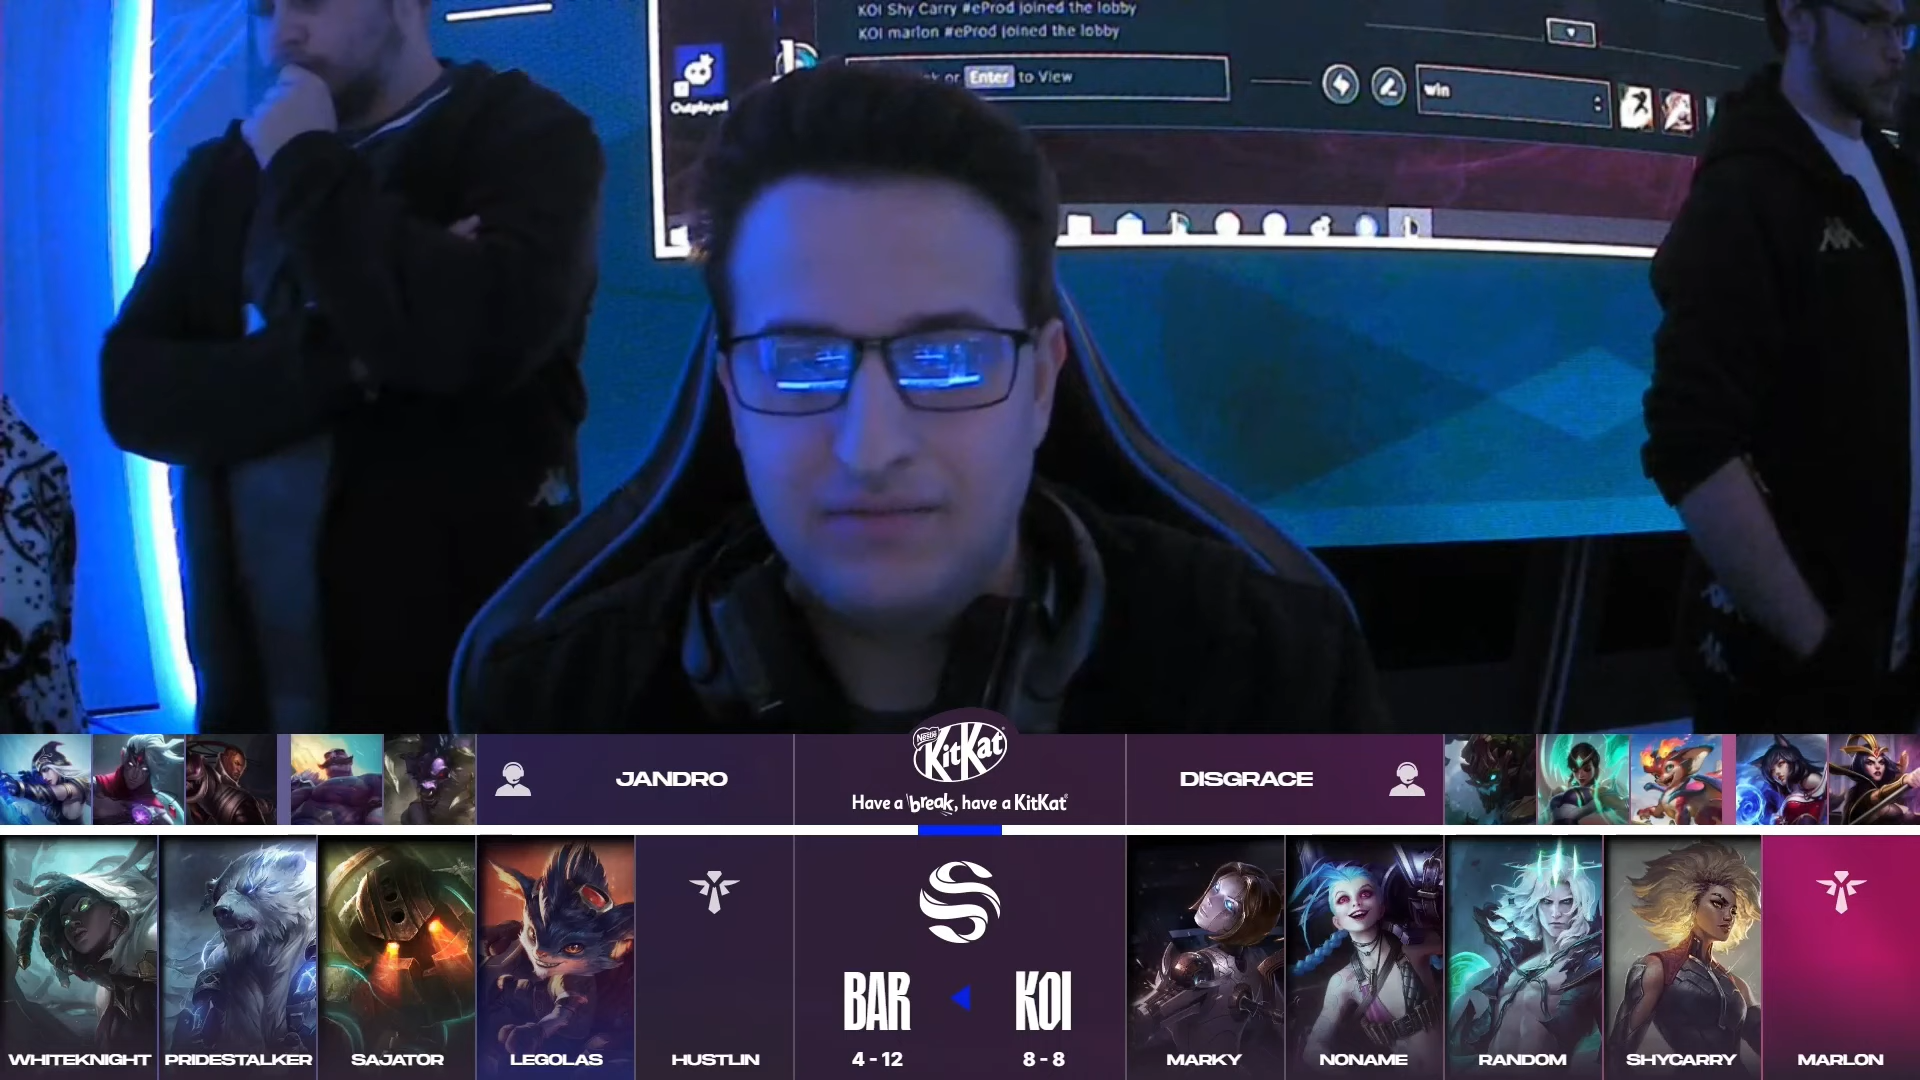 KOI Shy Carry #eProd joined the lobby
KOI marlon #eProd joined the lobby
or Enter to View
win
Outplayed
JANDRO
Nestlé
KitKat
Have a break, have a KitKat
DISGRACE
BAR
KOI
4 - 12
8 - 8
WHITEKNIGHT
PRIDESTALKER
SAJATOR
LEGOLAS
HUSTLIN
MARKY
NONAME
RANDOM
SHYCARRY
MARLON